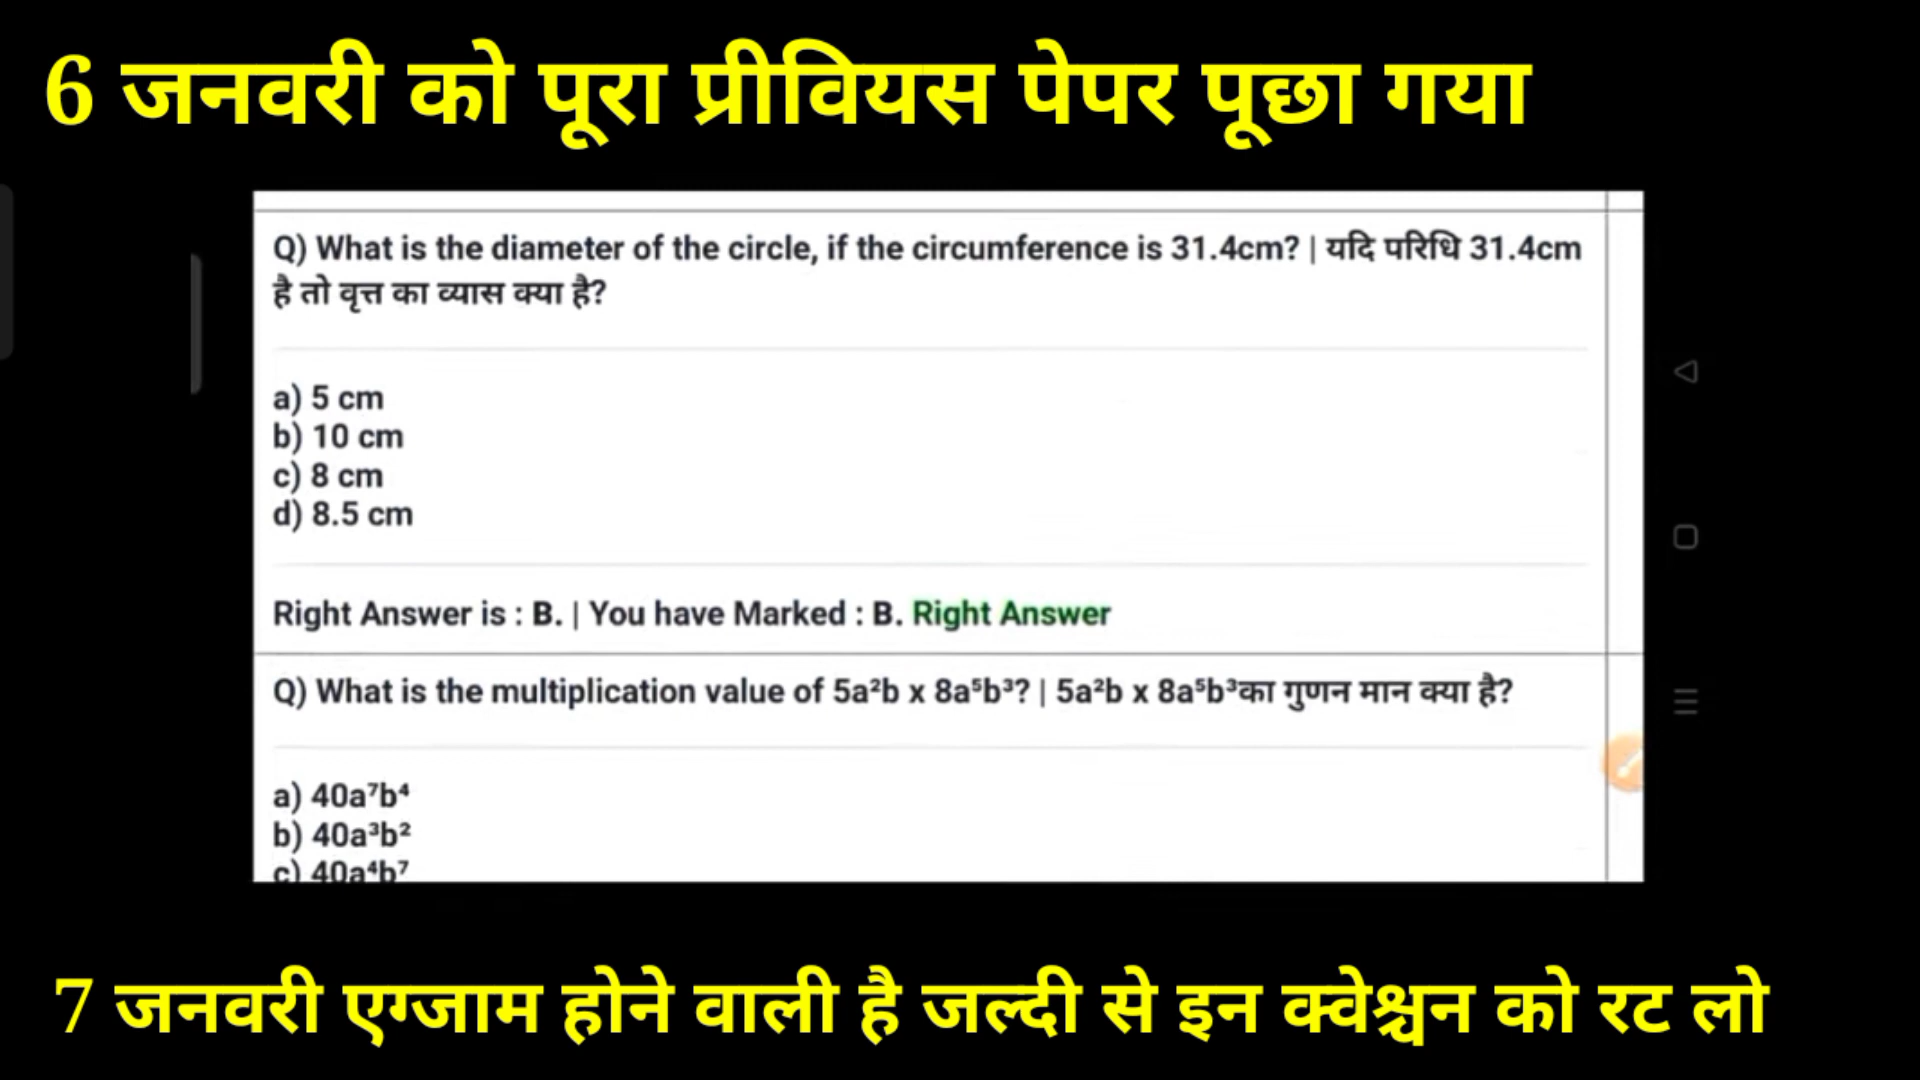 6 जनवरी को पूरा प्रीवियस पेपर पूछा गया
Q) What is the diameter of the circle, if the circumference is 31.4cm? | यदि परिधि 31.4cm
है तो वृत्त का व्यास क्या है?
a) 5 cm
b) 10 cm
c) 8 cm
d) 8.5 cm
Right Answer is : B. | You have Marked : B. Right Answer
Q) What is the multiplication value of 5a²b x 8a⁵b³? | 5a²b x 8a⁵b³का गुणन मान क्या है?
a) 40a⁷b⁴
b) 40a³b²
c) 40a⁴b⁷
7 जनवरी एग्जाम होने वाली है जल्दी से इन क्वेश्चन को रट लो